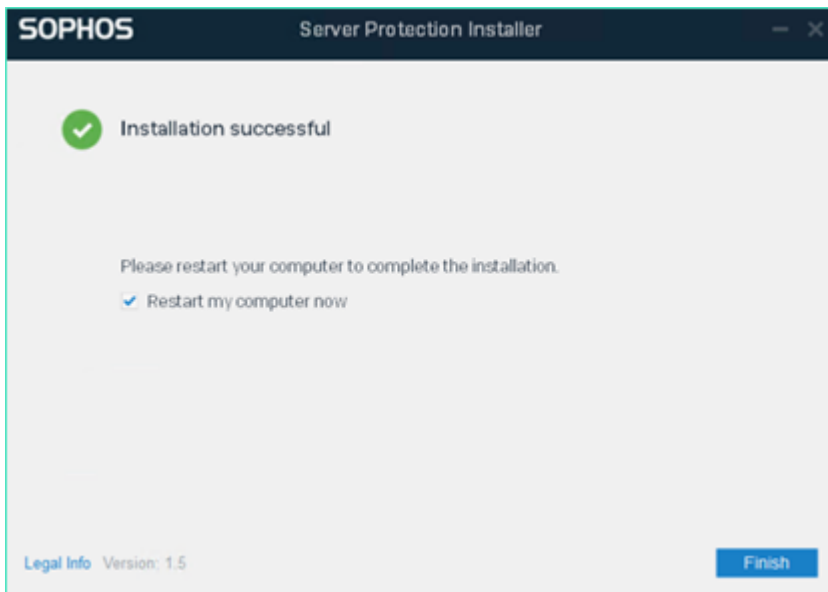 SOPHOS Server Protection Installer
Installation successful
Please restart your computer to complete the installation.
Restart my computer now
Legal Info Version: 1.5
Finish